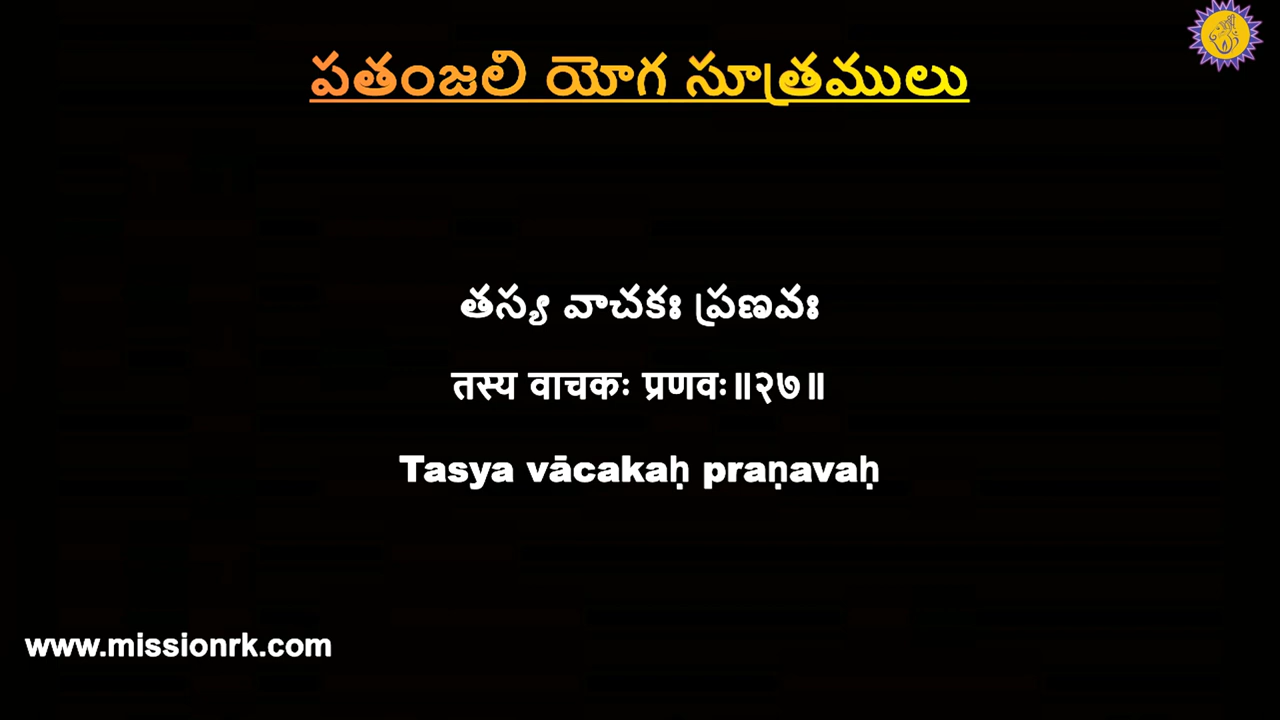 పతంజలి యోగ సూత్రములు
తస్య వాచకః ప్రణవః
तस्य वाचकः प्रणवः॥२७॥
Tasya vācakaḥ praṇavaḥ
www.missionrk.com